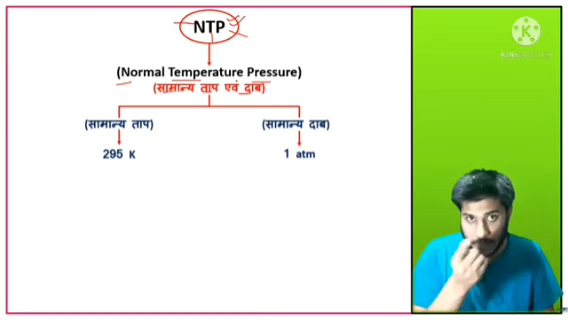 NTP
(Normal Temperature Pressure)
(सामान्य ताप एवं दाब)
(सामान्य ताप)
(सामान्य दाब)
295 K
1 atm
K